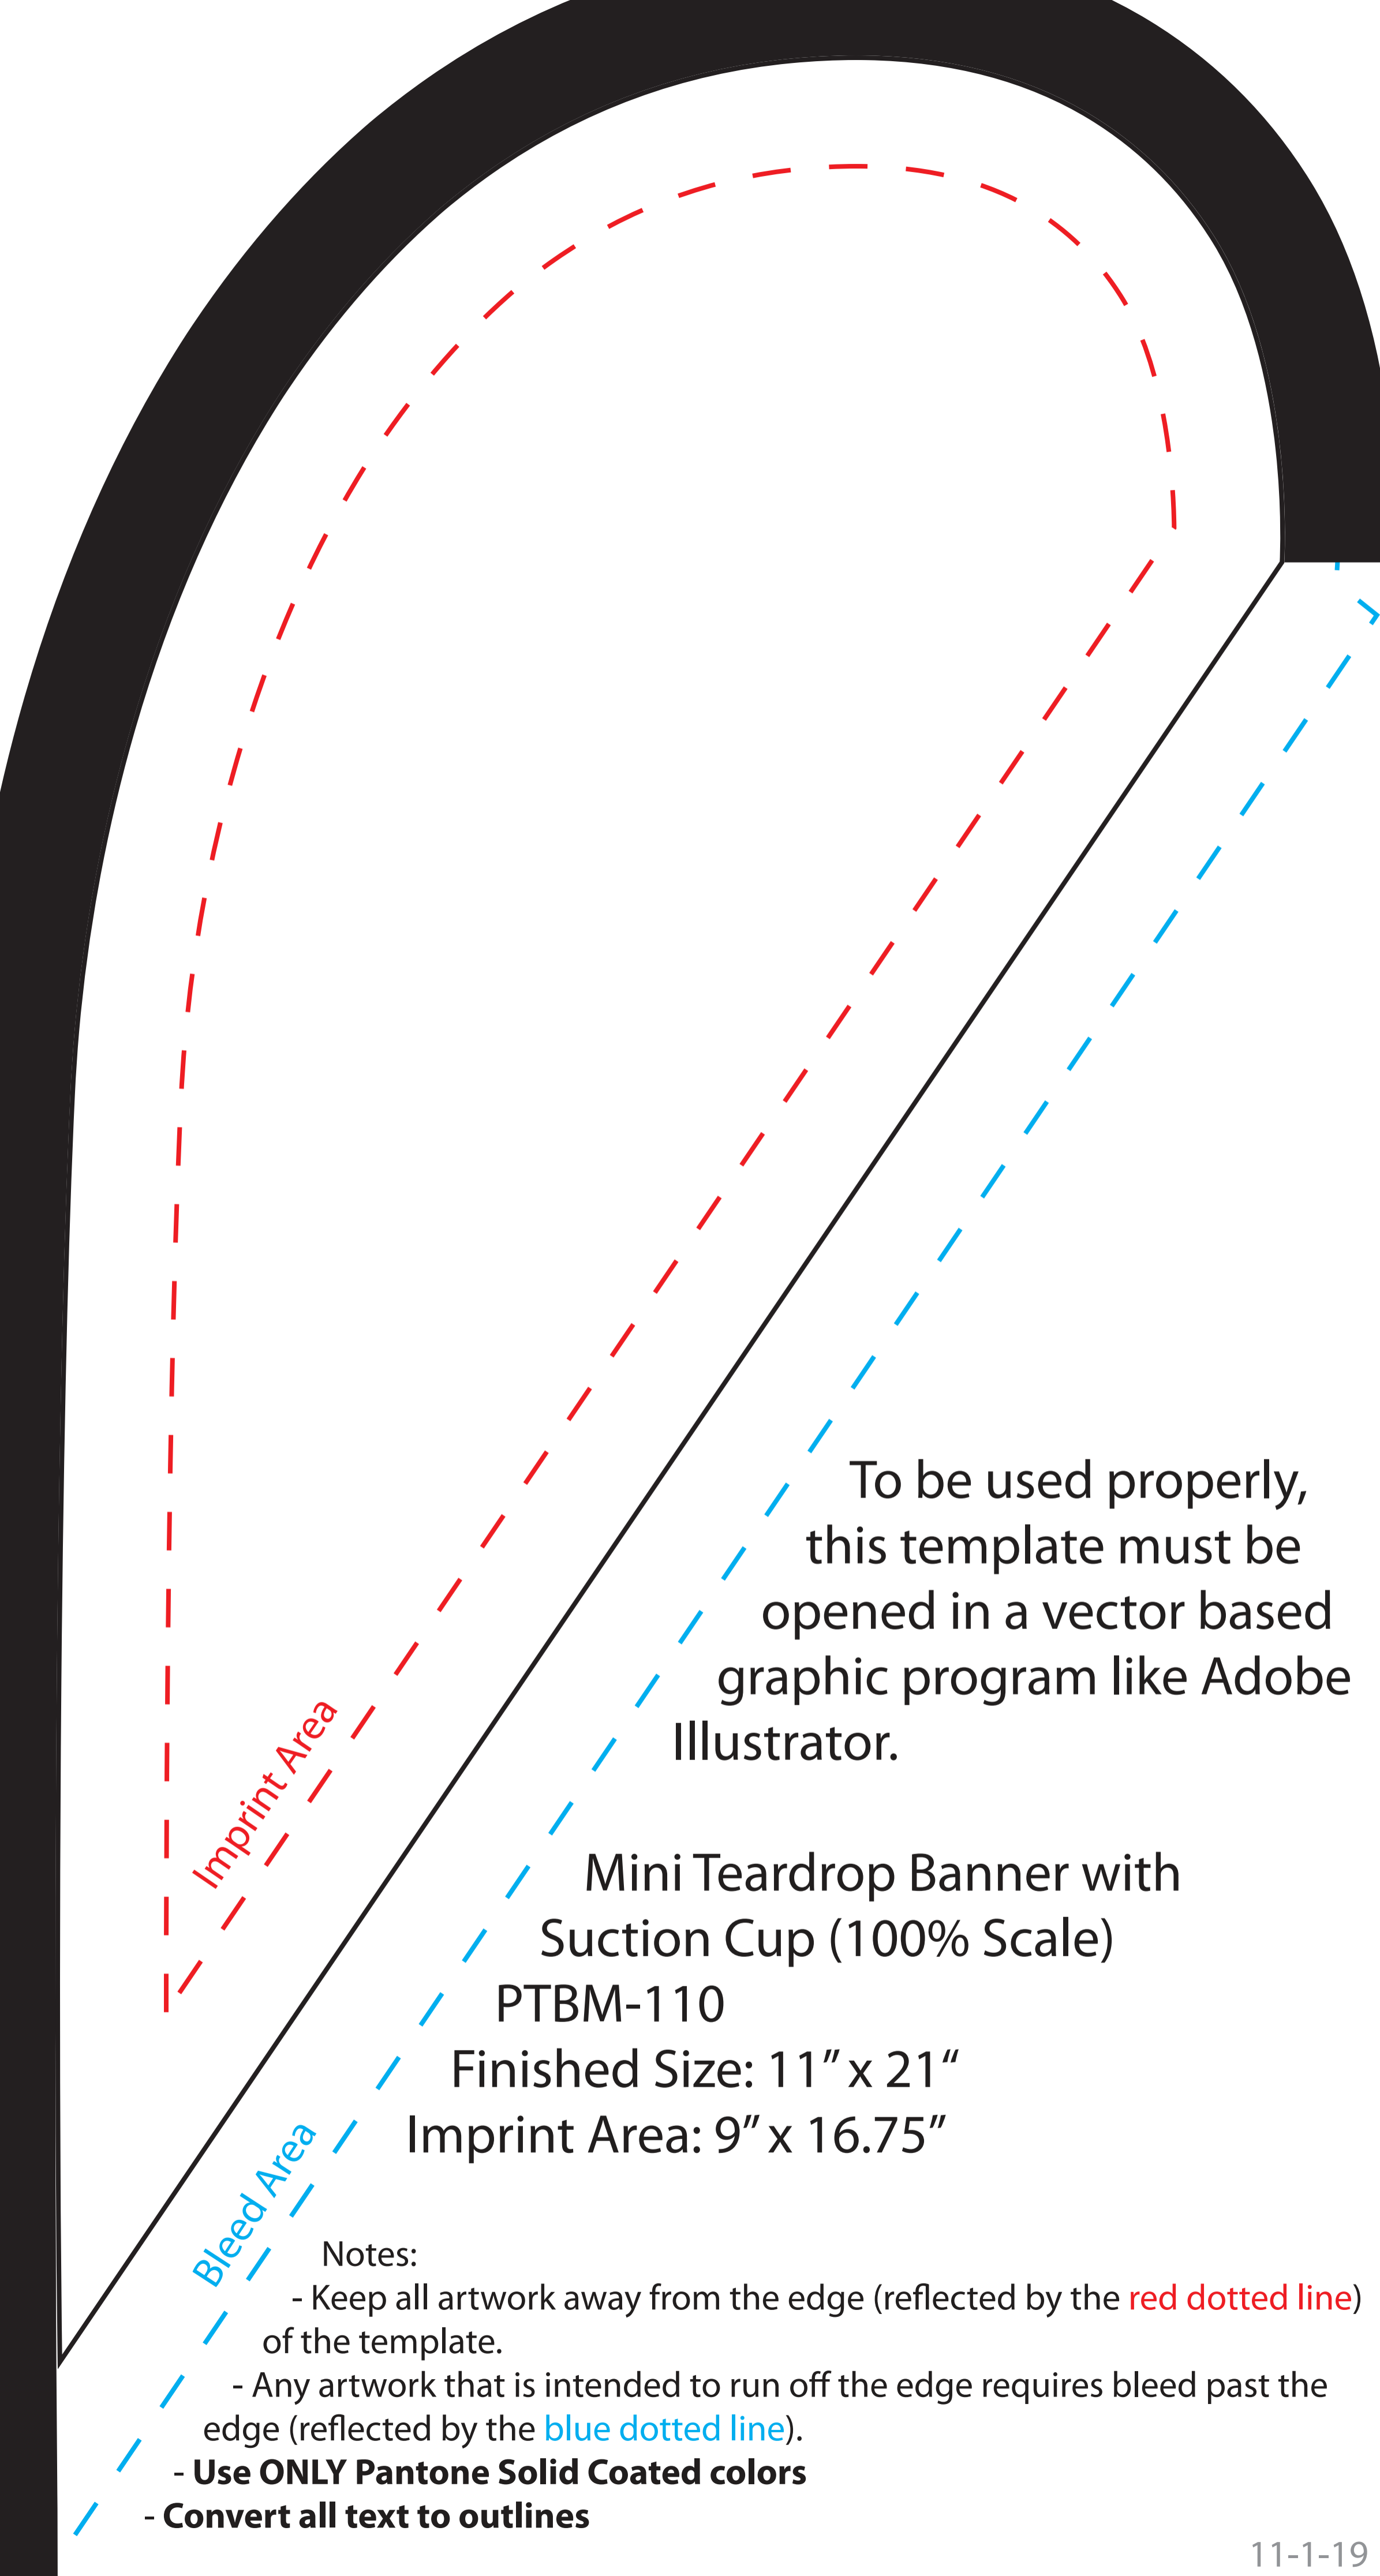 To be used properly,
this template must be
opened in a vector based
graphic program like Adobe
Illustrator.
Imprint Area
Mini Teardrop Banner with
Suction Cup (100% Scale)
PTBM-110
Finished Size: 11” x 21“
Imprint Area: 9” x 16.75”
Bleed Area
Notes:
- Keep all artwork away from the edge (reflected by the red dotted line)
of the template.
- Any artwork that is intended to run off the edge requires bleed past the
edge (reflected by the blue dotted line).
- Use ONLY Pantone Solid Coated colors
- Convert all text to outlines
11-1-19